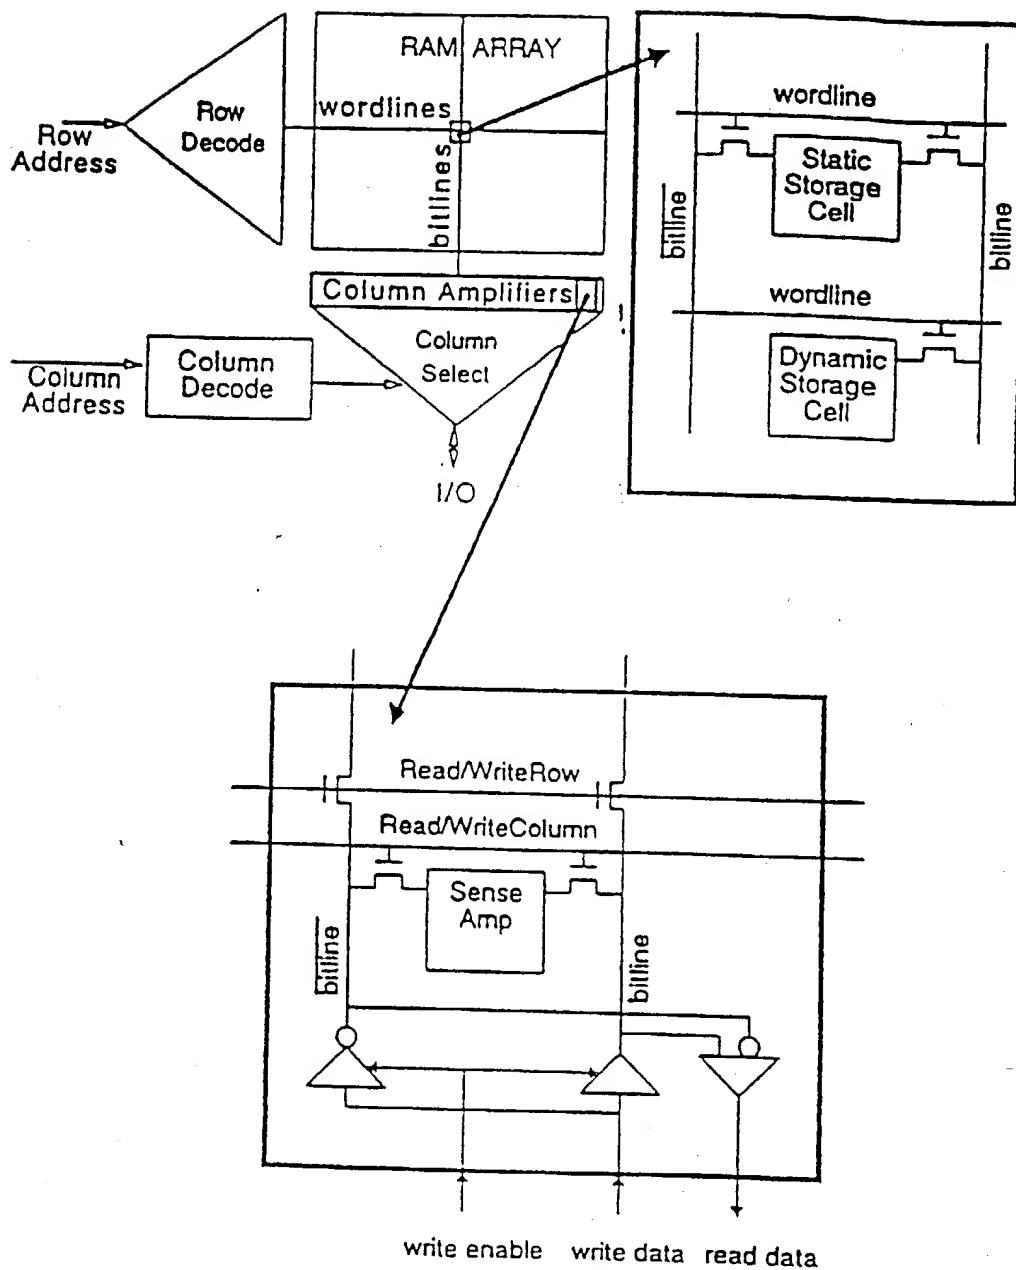 RAM ARRAY
Row
Decode
Row
Address
wordlines
bitlines
Column Amplifiers
Column
Select
Column
Decode
Column
Address
I/O
wordline
Static
Storage
Cell
bitline
bitline
wordline
Dynamic
Storage
Cell
Read/WriteRow
Read/WriteColumn
Sense
Amp
bitline
bitline
write enable
write data
read data